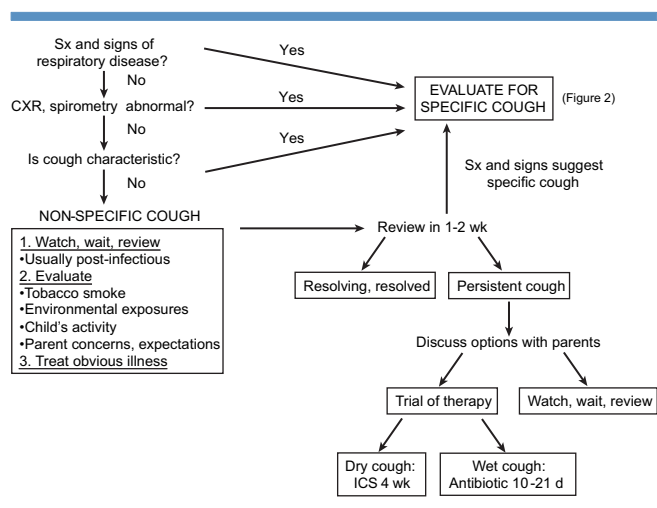 Sx and signs of
respiratory disease?
Yes
No
CXR, spirometry abnormal?
Yes
No
Is cough characteristic?
Yes
No
EVALUATE FOR
SPECIFIC COUGH
(Figure 2)
Sx and signs suggest
specific cough
NON-SPECIFIC COUGH
1. Watch, wait, review
•Usually post-infectious
2. Evaluate
•Tobacco smoke
•Environmental exposures
•Child's activity
•Parent concerns, expectations
3. Treat obvious illness
Review in 1-2 wk
Resolving, resolved
Persistent cough
Discuss options with parents
Trial of therapy
Watch, wait, review
Dry cough:
ICS 4 wk
Wet cough:
Antibiotic 10-21 d